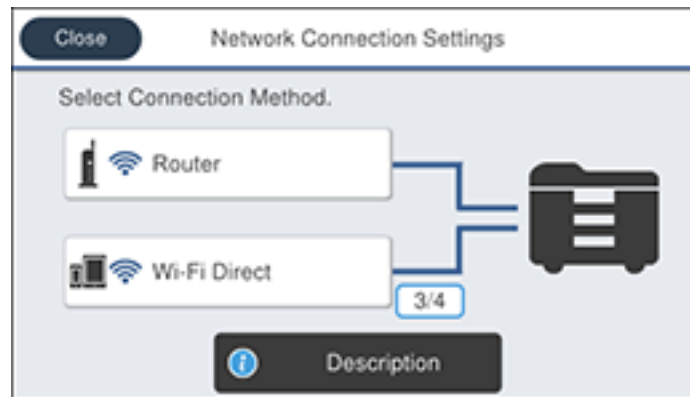 Close
Network Connection Settings
Select Connection Method.
Router
Wi-Fi Direct
3/4
i
Description